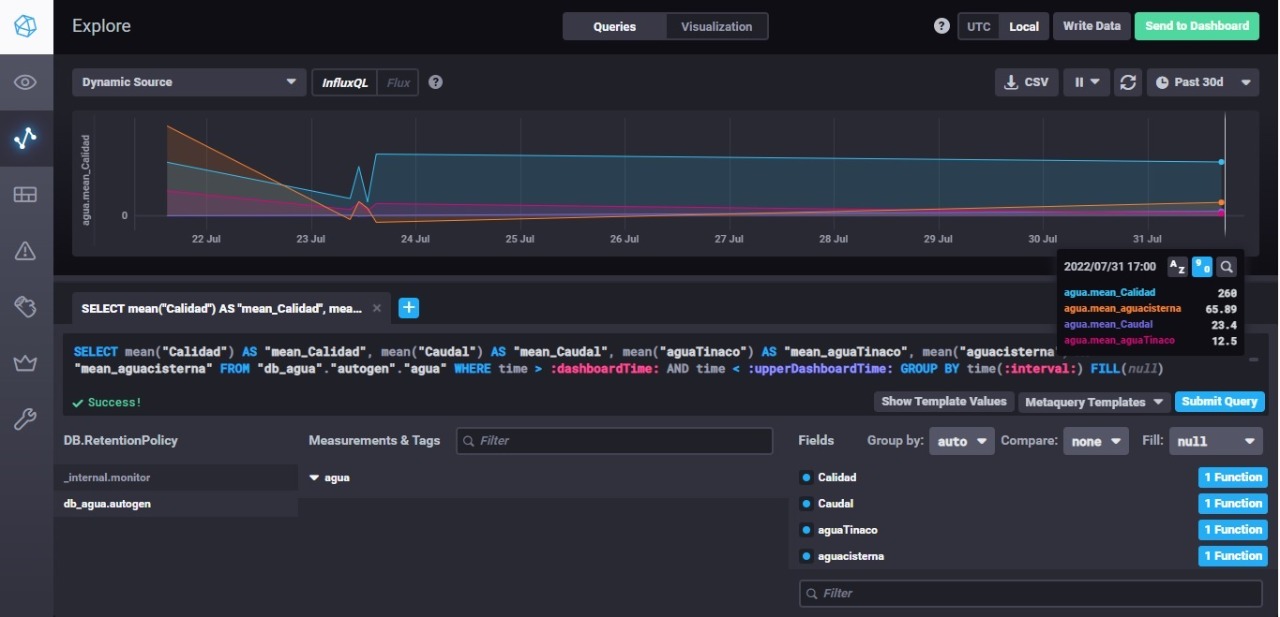 Explore
Queries
Visualization
?
UTC
Local
Write Data
Send to Dashboard
Dynamic Source
InfluxQL
Flux
?
CSV
Past 30d
agua.mean_Calidad
0
22 Jul
23 Jul
24 Jul
25 Jul
26 Jul
27 Jul
28 Jul
29 Jul
30 Jul
31 Jul
2022/07/31 17:00
AZ
90
agua.mean_Calidad 260
agua.mean_aguacisterna 65.89
agua.mean_Caudal 23.4
agua.mean_aguaTinaco 12.5
SELECT mean("Calidad") AS "mean_Calidad", mea...
SELECT mean("Calidad") AS "mean_Calidad", mean("Caudal") AS "mean_Caudal", mean("aguaTinaco") AS "mean_aguaTinaco", mean("aguacisterna"
"mean_aguacisterna" FROM "db_agua"."autogen"."agua" WHERE time > :dashboardTime: AND time < :upperDashboardTime: GROUP BY time(:interval:) FILL(null)
Success!
Show Template Values
Metaquery Templates
Submit Query
DB.RetentionPolicy
Measurements & Tags
Filter
Fields
Group by:
auto
Compare:
none
Fill:
null
_internal.monitor
db_agua.autogen
agua
Calidad
1 Function
Caudal
1 Function
aguaTinaco
1 Function
aguacisterna
1 Function
Filter